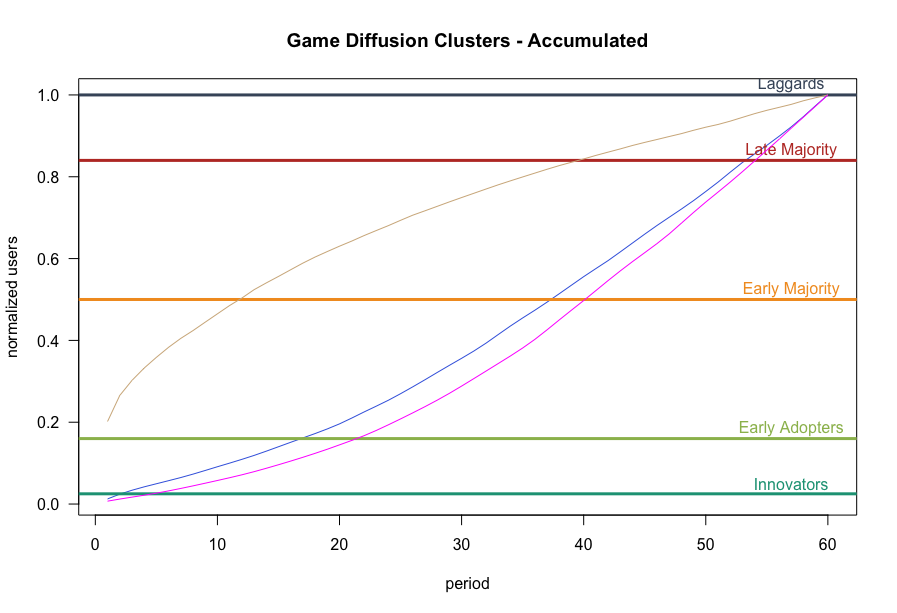 Game Diffusion Clusters - Accumulated
normalized users
1.0
0.8
0.6
0.4
0.2
0.0
Laggards
Late Majority
Early Majority
Early Adopters
Innovators
0 10 20 30 40 50 60
period